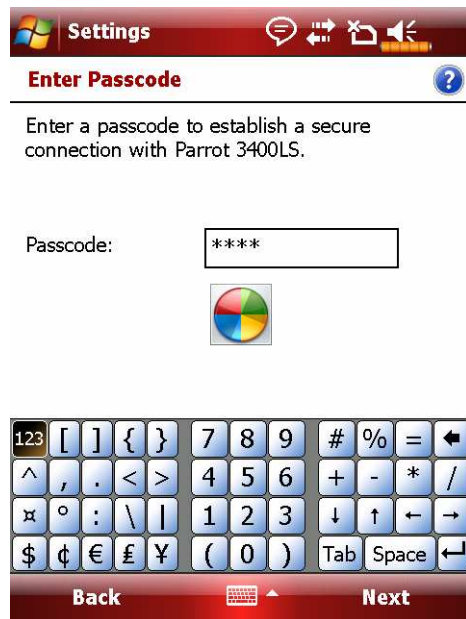 Settings
Enter Passcode
?
Enter a passcode to establish a secure
connection with Parrot 3400LS.
Passcode: ****
123 [ ] { } 7 8 9 # % = ←
^ , . < > 4 5 6 + - * /
¤ ° : \ | 1 2 3 ↓ ↑ ← →
$ ¢ € £ ¥ ( 0 ) Tab Space ↵
Back Next